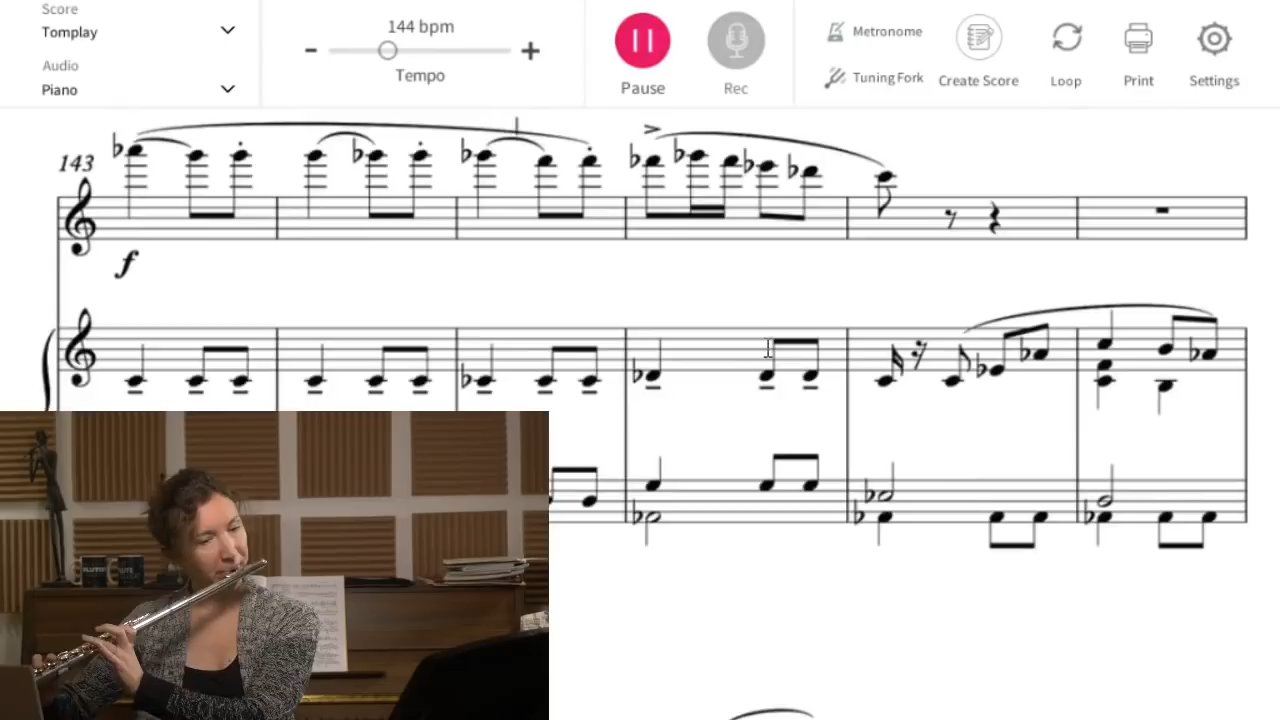 Score
Tomplay
Audio
Piano
144 bpm
Tempo
Pause
Rec
Metronome
Tuning Fork
Create Score
Loop
Print
Settings
143
f